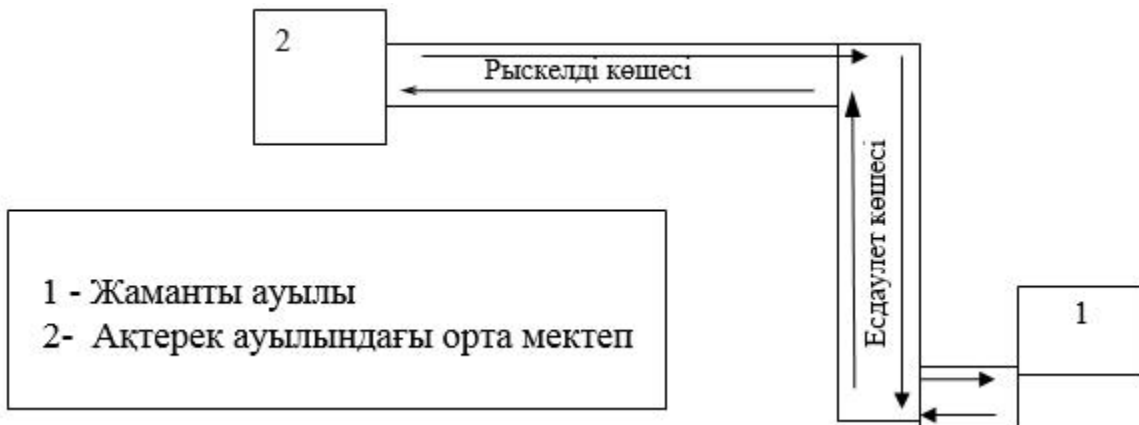 2
Рыскелді көшесі
Есдаулет көшесі
1
1 - Жаманты ауылы
2- Ақтерек ауылындағы орта мектеп